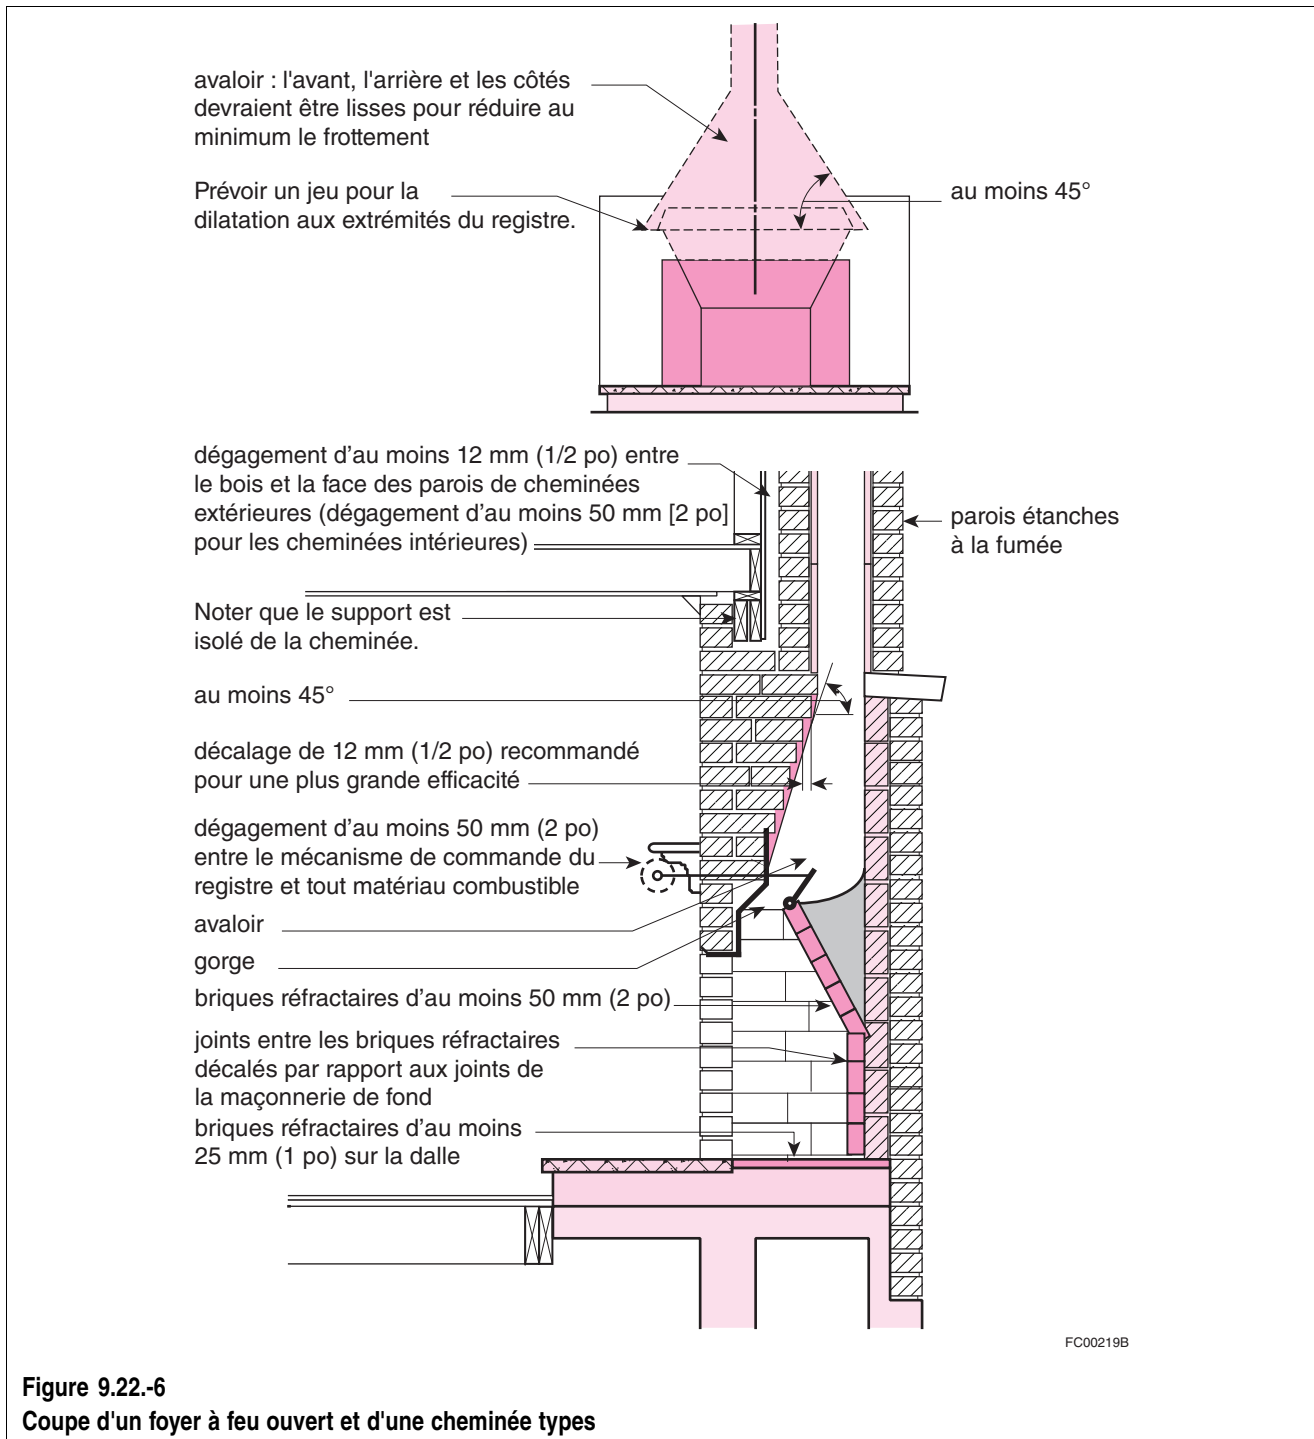 avaloir : l'avant, l'arrière et les côtés
devraient être lisses pour réduire au
minimum le frottement
Prévoir un jeu pour la
dilatation aux extrémités du registre.
au moins 45°
dégagement d'au moins 12 mm (1/2 po) entre
le bois et la face des parois de cheminées
extérieures (dégagement d'au moins 50 mm [2 po]
pour les cheminées intérieures)
parois étanches
à la fumée
Noter que le support est
isolé de la cheminée.
au moins 45°
décalage de 12 mm (1/2 po) recommandé
pour une plus grande efficacité
dégagement d'au moins 50 mm (2 po)
entre le mécanisme de commande du
registre et tout matériau combustible
avaloir
gorge
briques réfractaires d'au moins 50 mm (2 po)
joints entre les briques réfractaires
décalés par rapport aux joints de
la maçonnerie de fond
briques réfractaires d'au moins
25 mm (1 po) sur la dalle
FC00219B
Figure 9.22.-6
Coupe d'un foyer à feu ouvert et d'une cheminée types